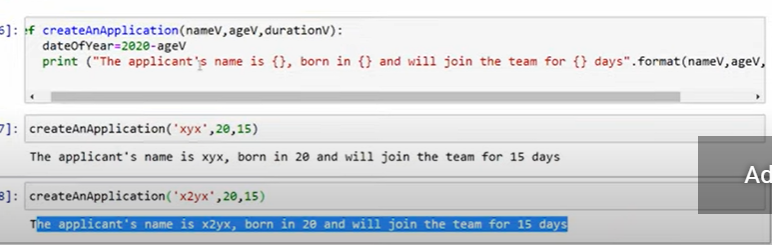 6]: ef createAnApplication(nameV,ageV,durationV):
dateOfYear=2020-ageV
print ("The applicant's name is {}, born in {} and will join the team for {} days".format(nameV,ageV,
7]: createAnApplication('xyx',20,15)
The applicant's name is xyx, born in 20 and will join the team for 15 days
8]: createAnApplication('x2yx',20,15)
The applicant's name is x2yx, born in 20 and will join the team for 15 days
Ad